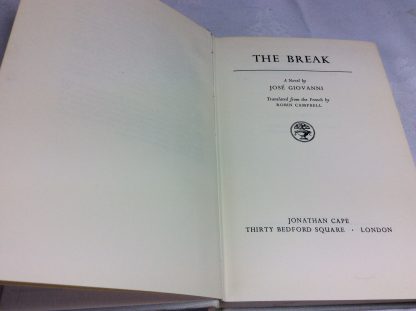 THE BREAK
A Novel by
JOSÉ GIOVANNI
Translated from the French by
ROBIN CAMPBELL
JONATHAN CAPE
THIRTY BEDFORD SQUARE · LONDON